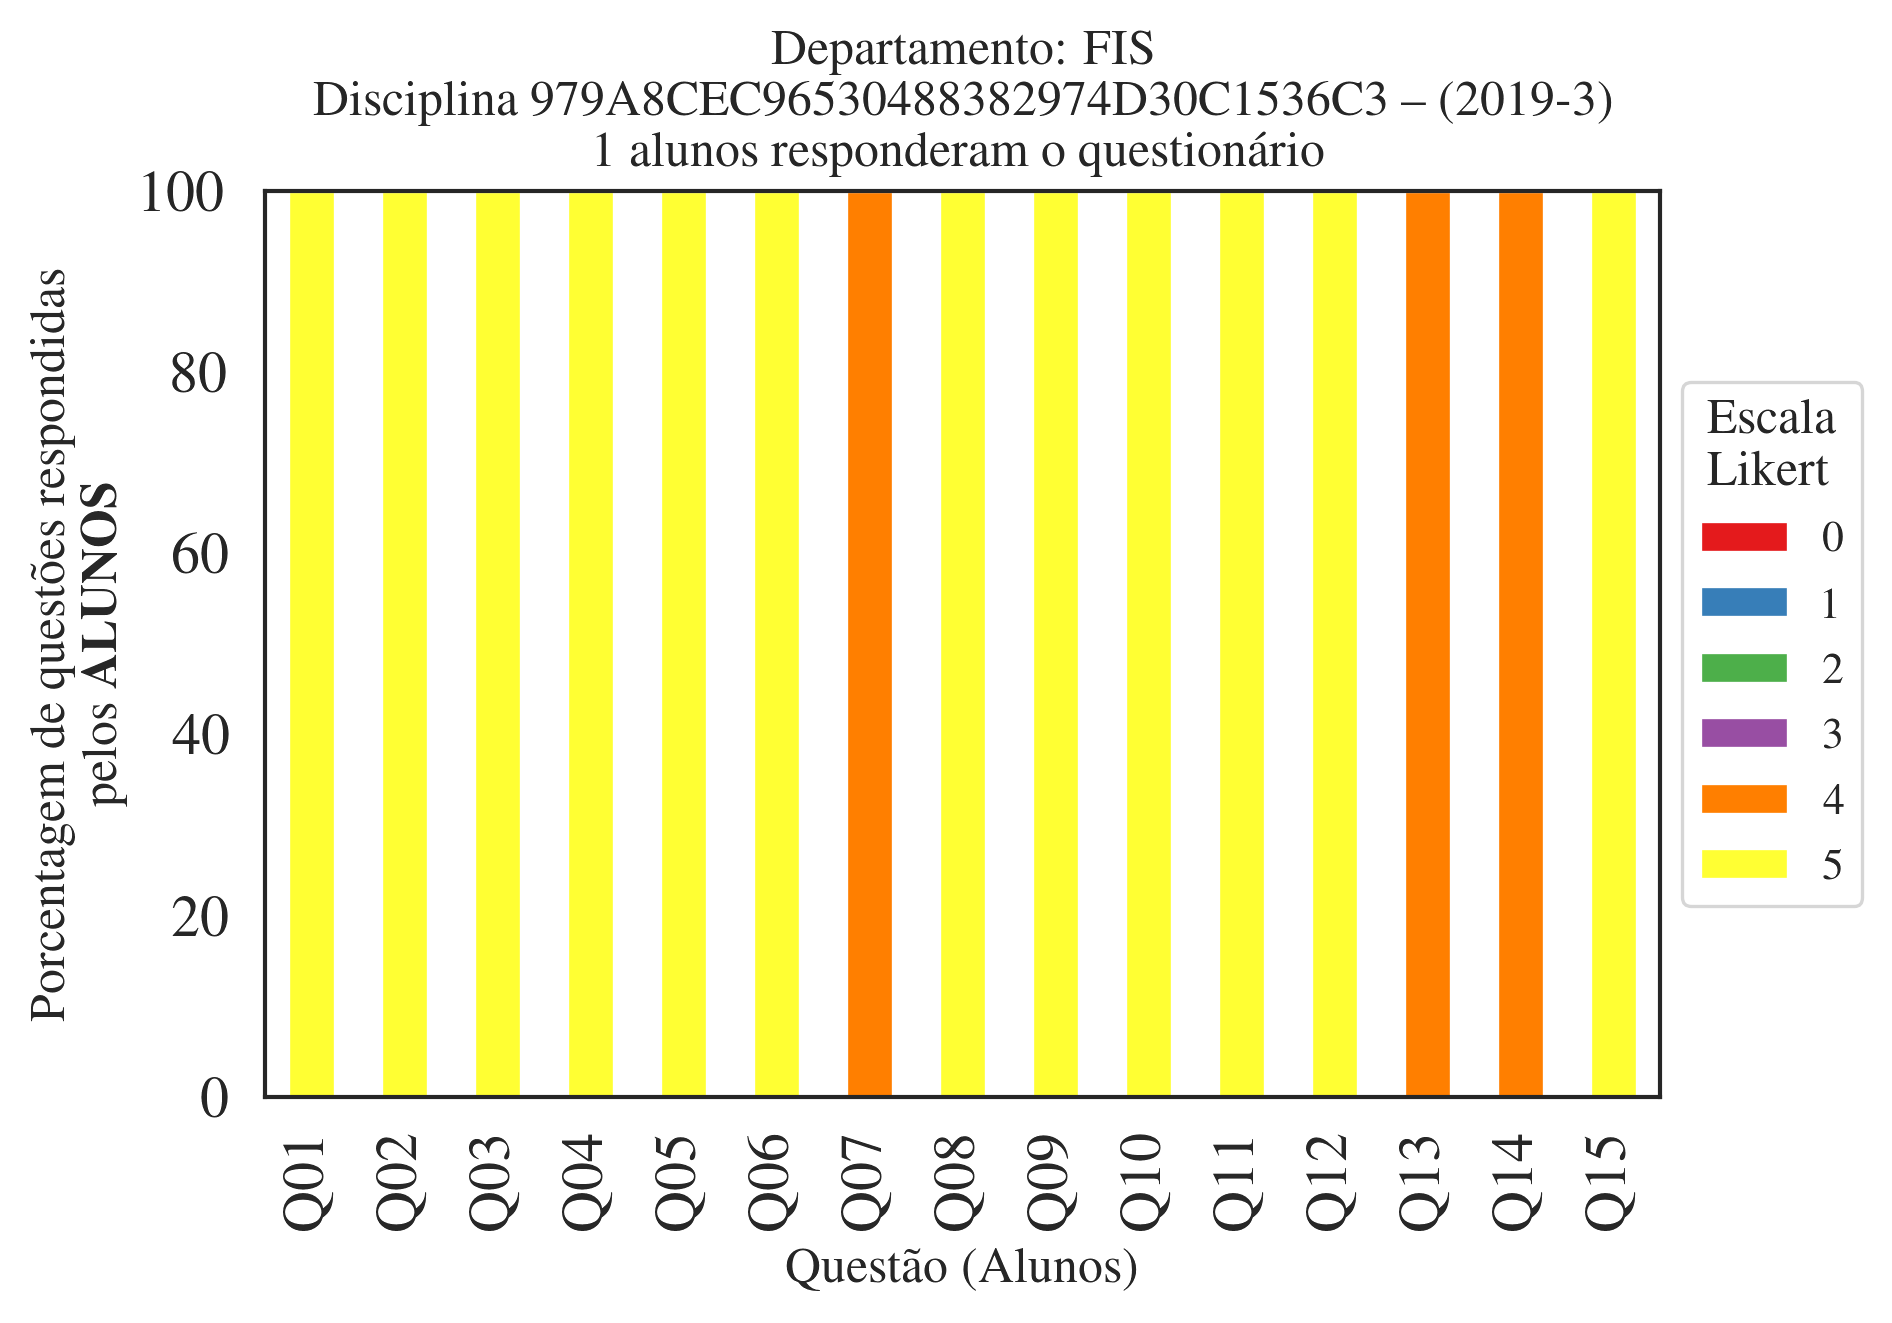 Departamento: FIS
Disciplina 979A8CEC96530488382974D30C1536C3 – (2019-3)
1 alunos responderam o questionário
Porcentagem de questões respondidas
pelos ALUNOS
100
80
60
40
20
0
Q01
Q02
Q03
Q04
Q05
Q06
Q07
Q08
Q09
Q10
Q11
Q12
Q13
Q14
Q15
Questão (Alunos)
Escala
Likert
0
1
2
3
4
5